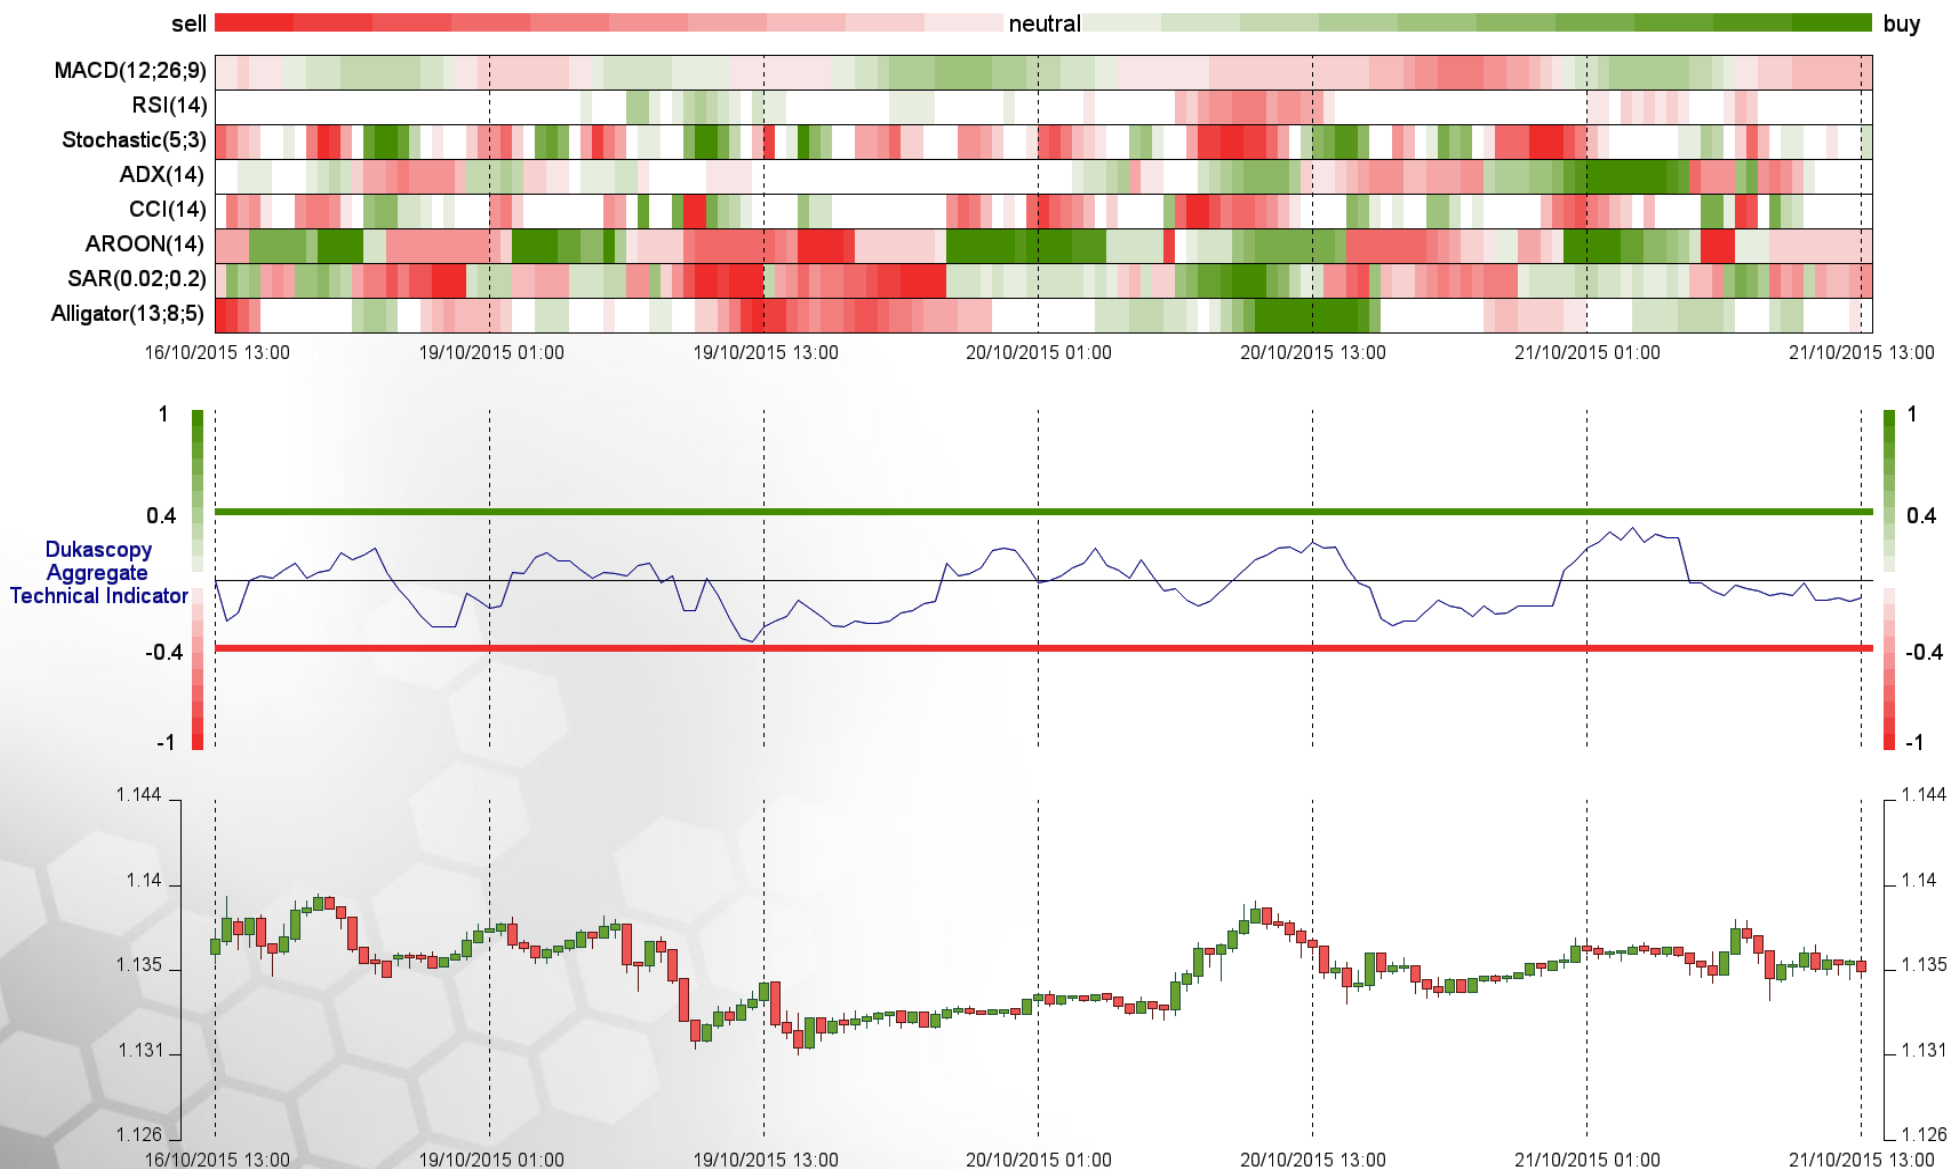 sell neutral buy
MACD(12;26;9)
RSI(14)
Stochastic(5;3)
ADX(14)
CCI(14)
AROON(14)
SAR(0.02;0.2)
Alligator(13;8;5)
16/10/2015 13:00 19/10/2015 01:00 19/10/2015 13:00 20/10/2015 01:00 20/10/2015 13:00 21/10/2015 01:00 21/10/2015 13:00
1 1
0.4 0.4
Dukascopy
Aggregate
Technical Indicator
-0.4 -0.4
-1 -1
1.144 1.144
1.14 1.14
1.135 1.135
1.131 1.131
1.126 1.126
16/10/2015 13:00 19/10/2015 01:00 19/10/2015 13:00 20/10/2015 01:00 20/10/2015 13:00 21/10/2015 01:00 21/10/2015 13:00